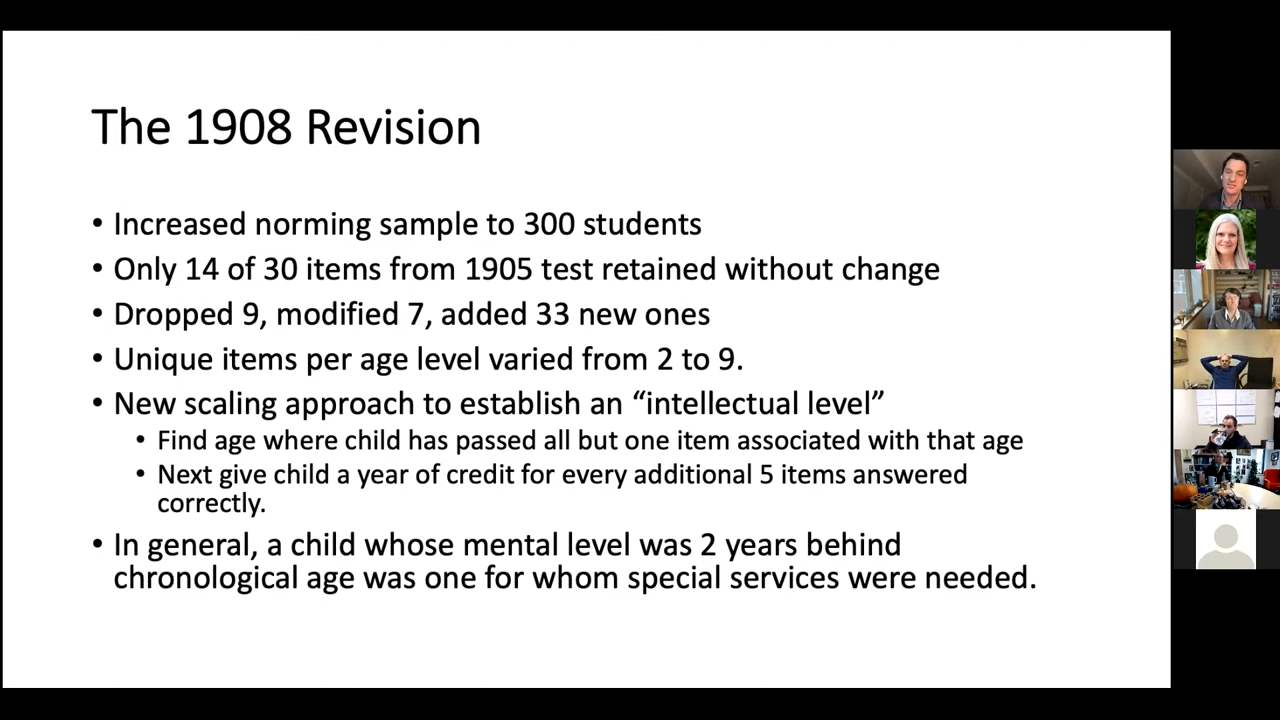 The 1908 Revision
• Increased norming sample to 300 students
• Only 14 of 30 items from 1905 test retained without change
• Dropped 9, modified 7, added 33 new ones
• Unique items per age level varied from 2 to 9.
• New scaling approach to establish an “intellectual level”
• Find age where child has passed all but one item associated with that age
• Next give child a year of credit for every additional 5 items answered
correctly.
• In general, a child whose mental level was 2 years behind
chronological age was one for whom special services were needed.